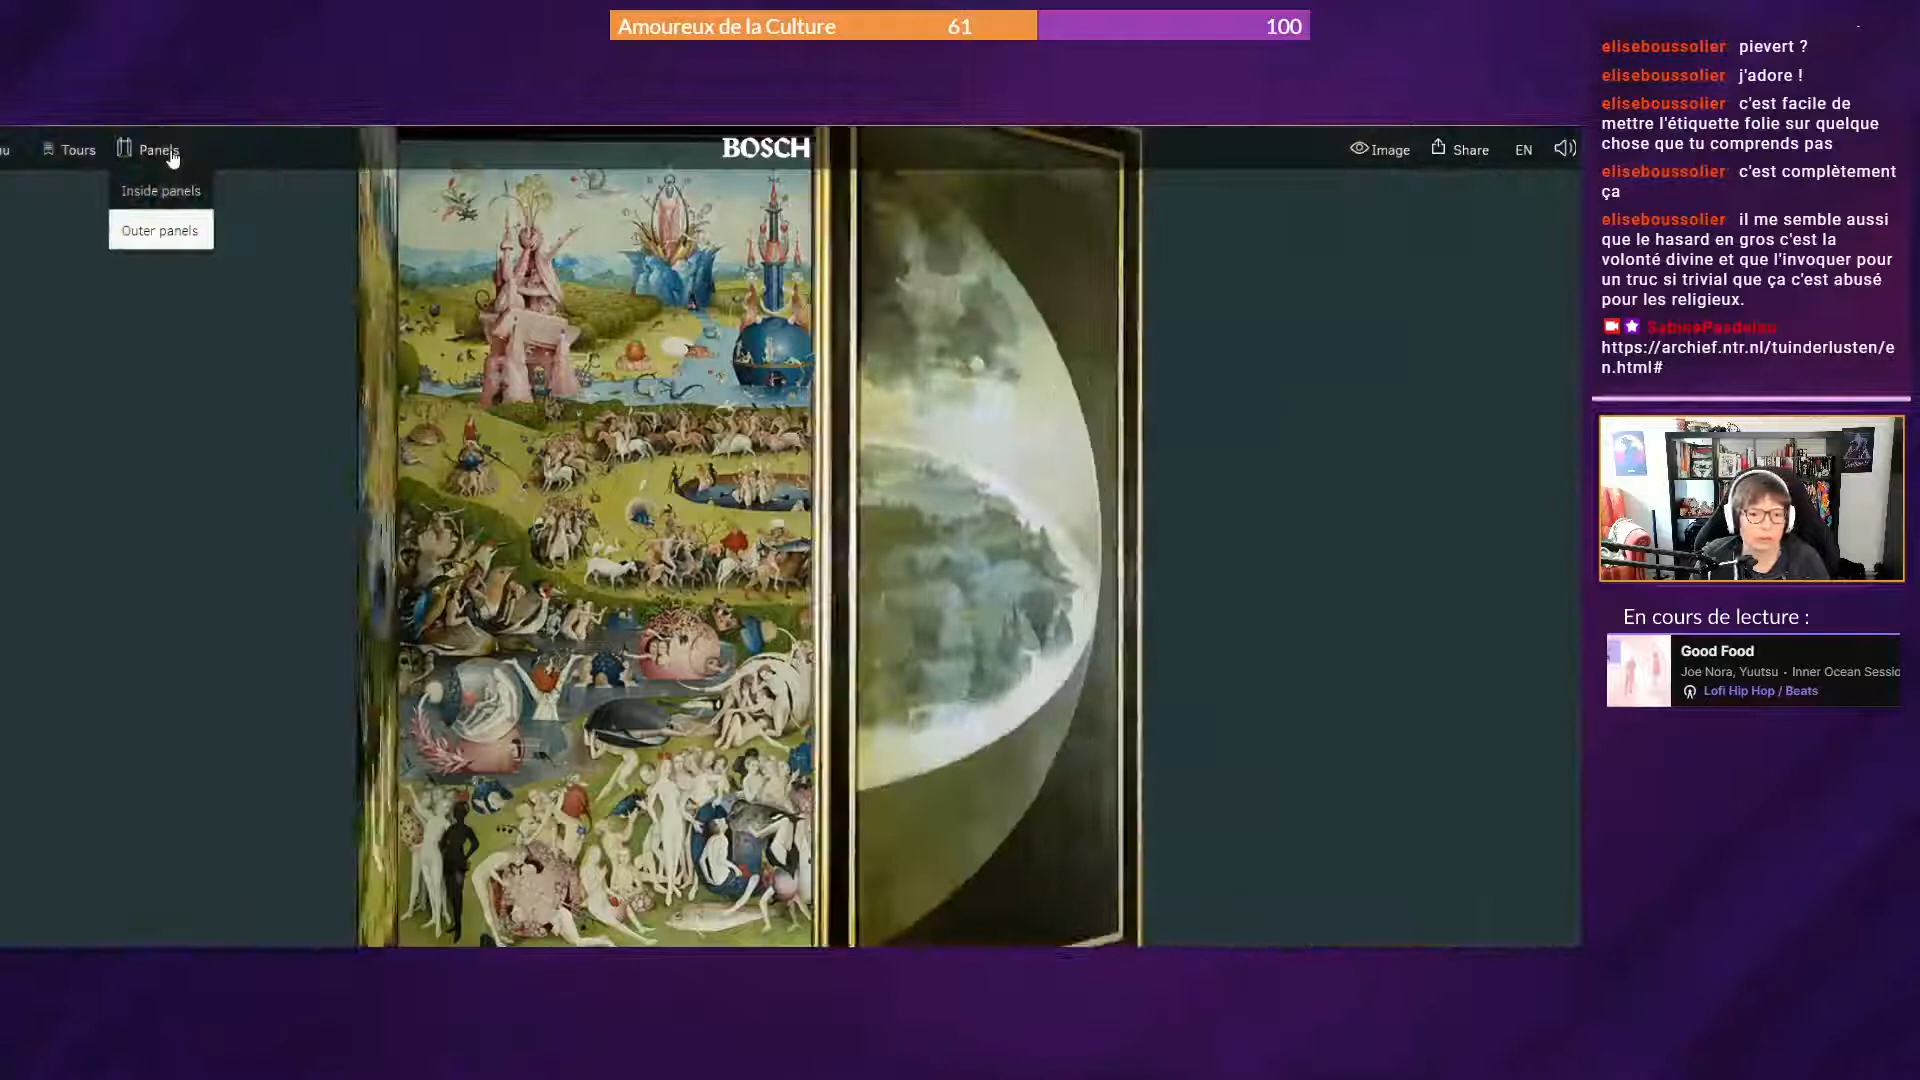 Amoureux de la Culture 61 100
Tours
Panels
BOSCH
Image
Share
EN
Inside panels
Outer panels
eliseboussolier pievert ?
eliseboussolier j'adore !
eliseboussolier c'est facile de
mettre l'étiquette folie sur quelque
chose que tu comprends pas
eliseboussolier c'est complètement
ça
eliseboussolier il me semble aussi
que le hasard en gros c'est la
volonté divine et que l'invoquer pour
un truc si trivial que ça c'est abusé
pour les religieux.
SabinePasdelou
https://archief.ntr.nl/tuinderlusten/e
n.html#
En cours de lecture :
Good Food
Joe Nora, Yuutsu • Inner Ocean Sessio
Lofi Hip Hop / Beats